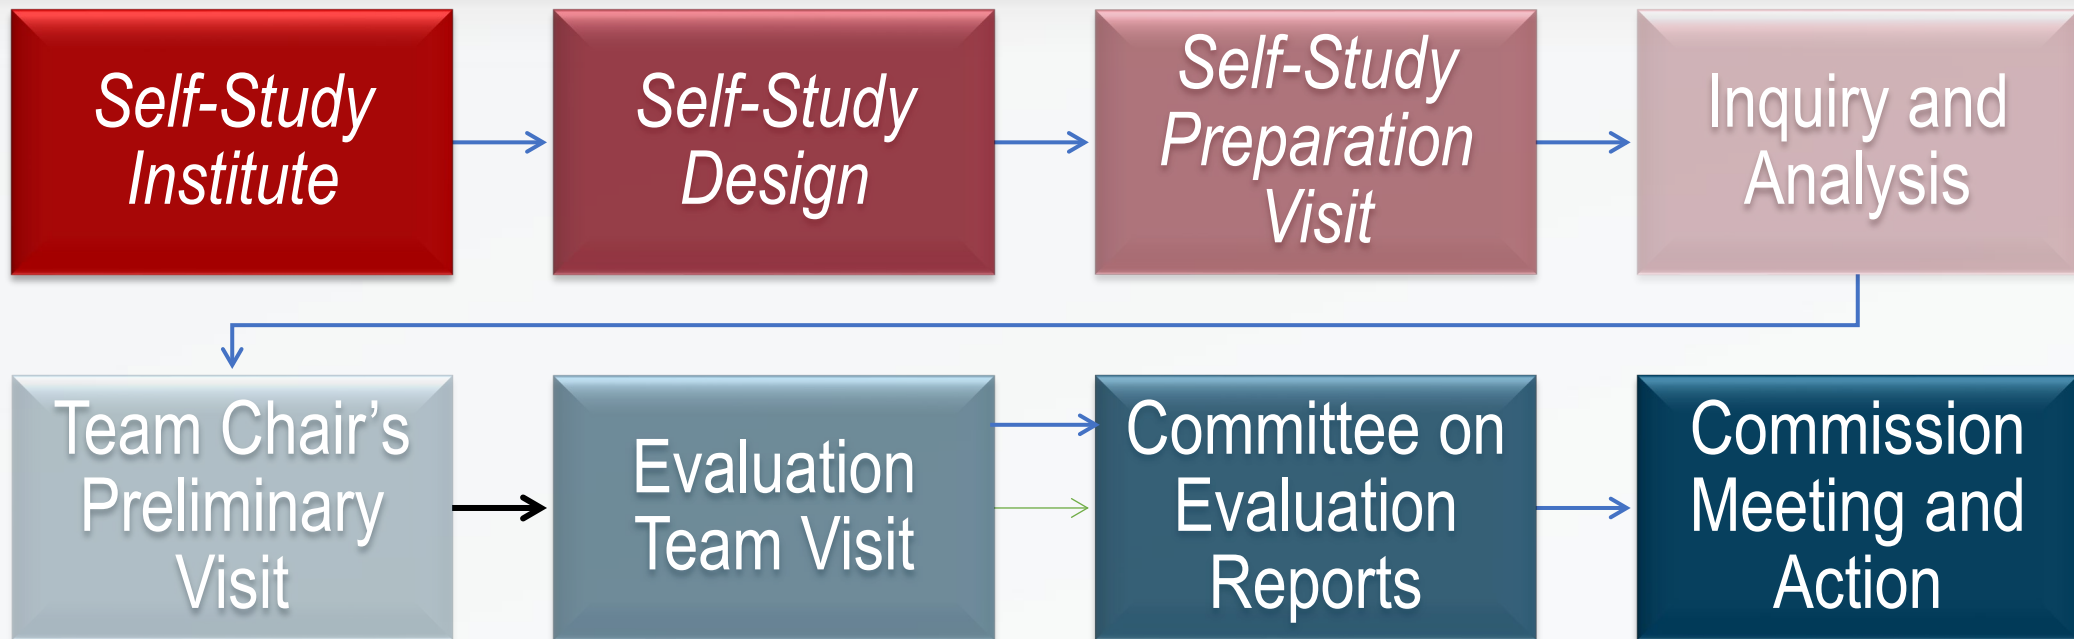 Self-Study
Institute
Self-Study
Design
Self-Study
Preparation
Visit
Inquiry and
Analysis
Team Chair’s
Preliminary
Visit
Evaluation
Team Visit
Committee on
Evaluation
Reports
Commission
Meeting and
Action